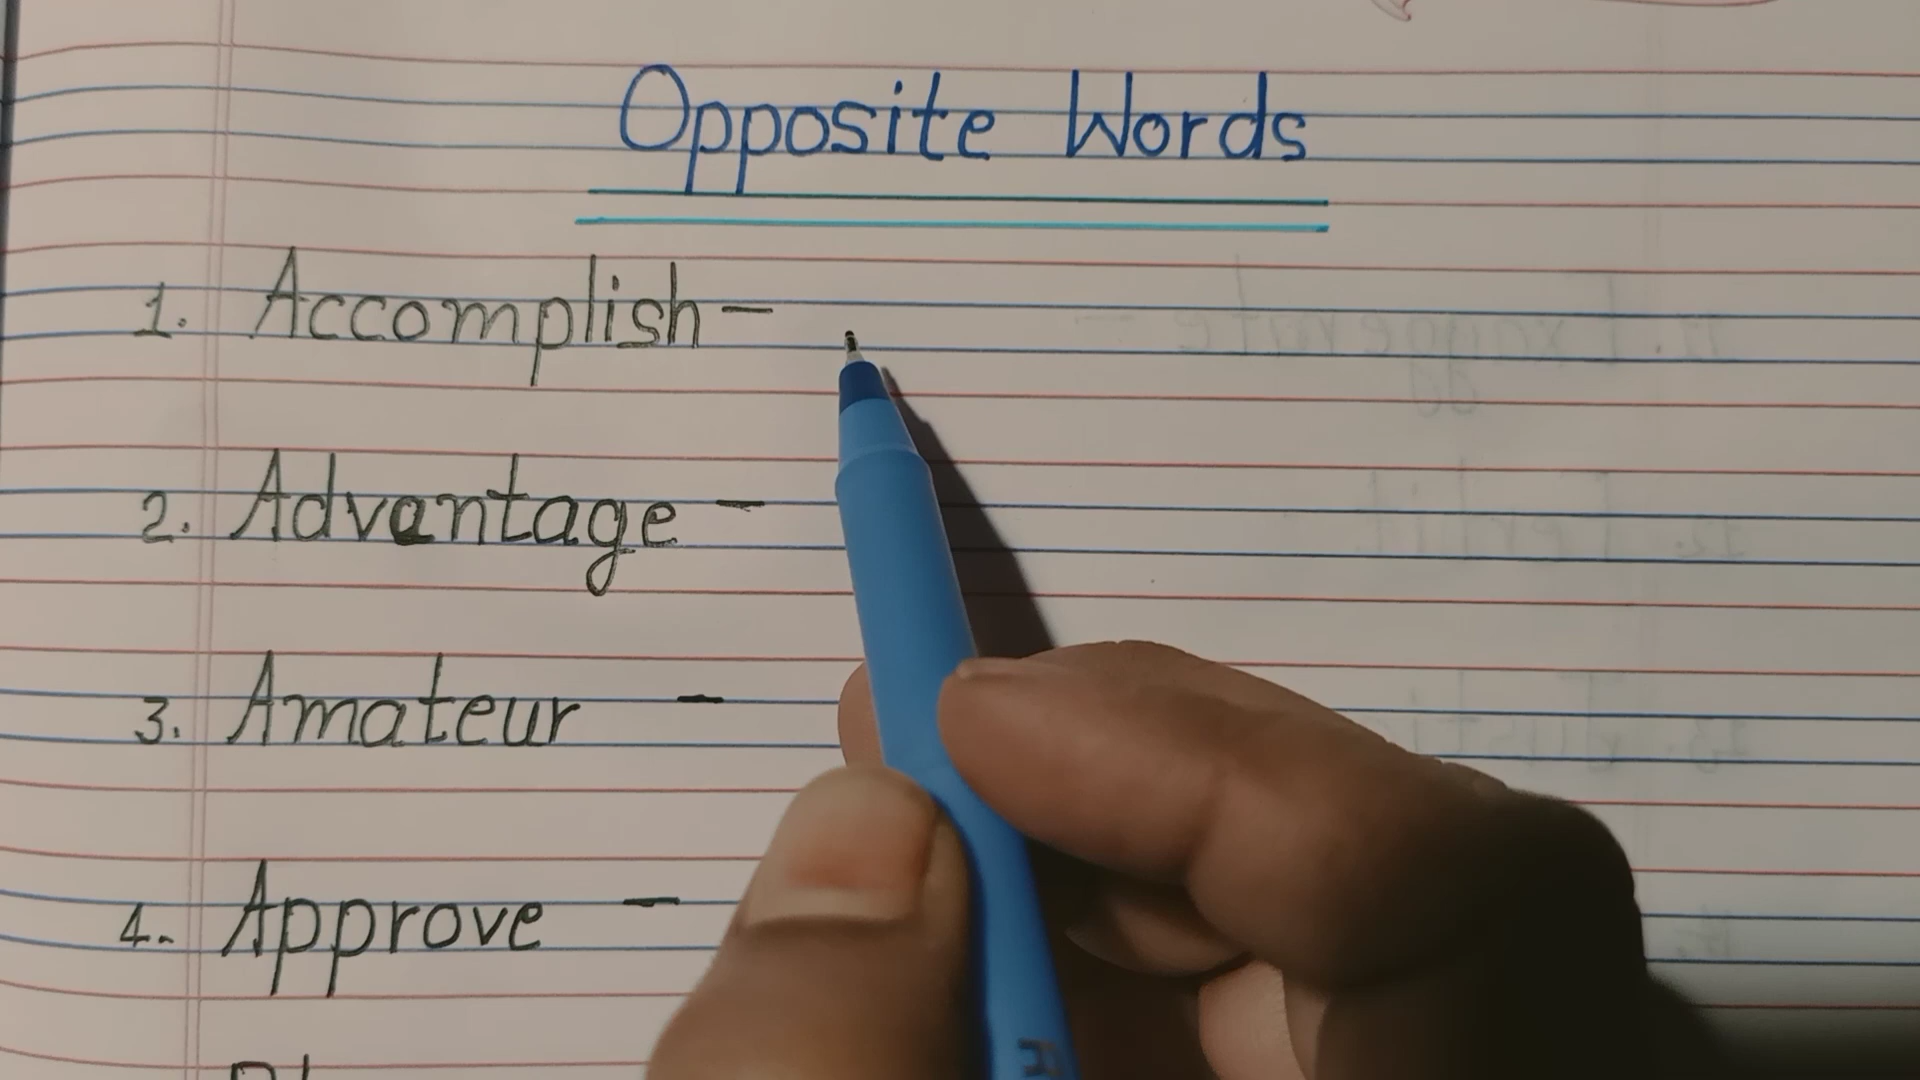 Opposite Words
1. Accomplish -
2. Advantage -
3. Amateur -
4. Approve -